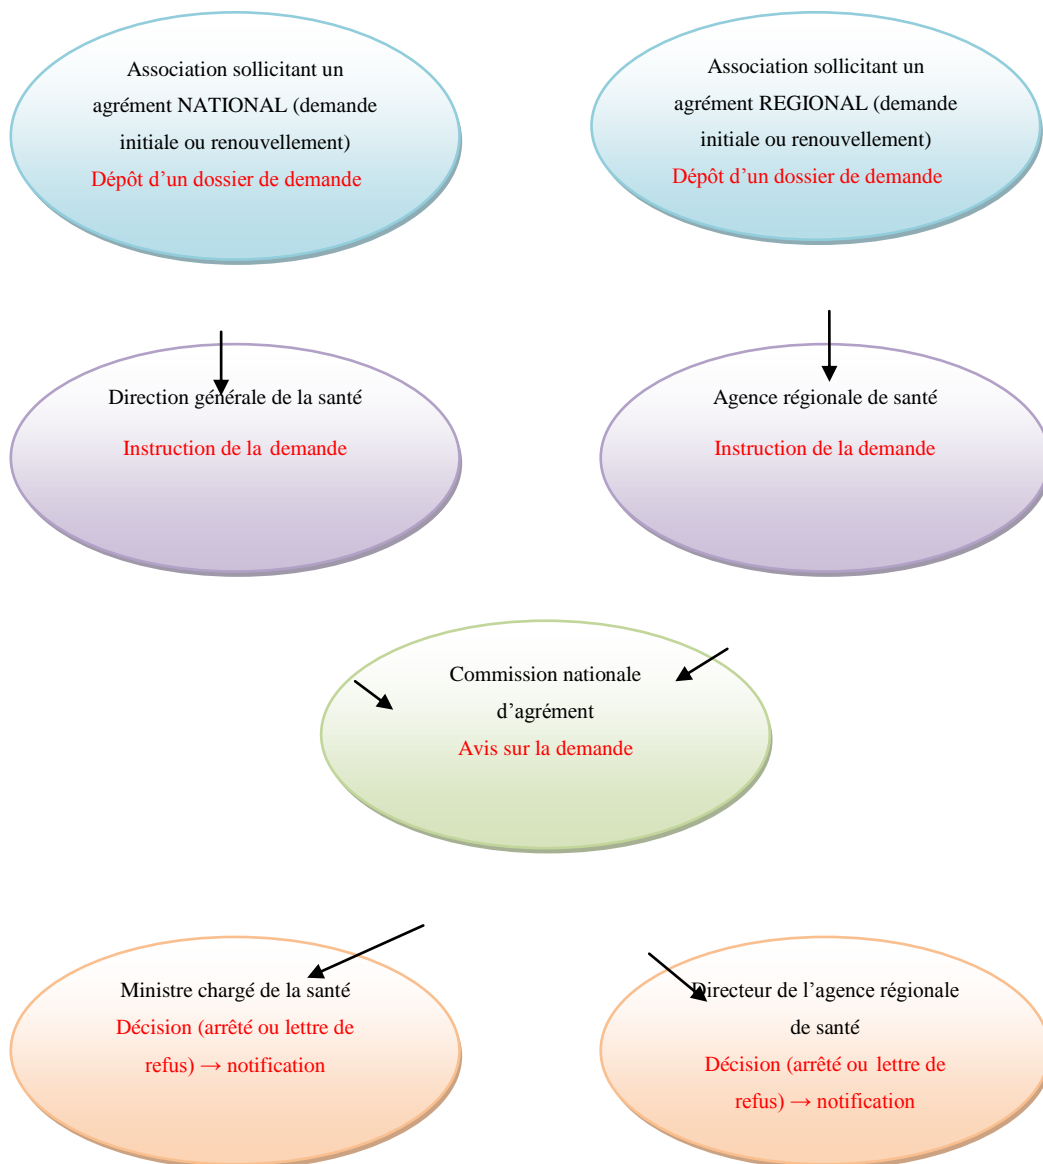 Association sollicitant un
agrément NATIONAL (demande
initiale ou renouvellement)
Dépôt d’un dossier de demande
Association sollicitant un
agrément REGIONAL (demande
initiale ou renouvellement)
Dépôt d’un dossier de demande
Direction générale de la santé
Instruction de la demande
Agence régionale de santé
Instruction de la demande
Commission nationale
d’agrément
Avis sur la demande
Ministre chargé de la santé
Décision (arrêté ou lettre de
refus) → notification
Directeur de l’agence régionale
de santé
Décision (arrêté ou lettre de
refus) → notification